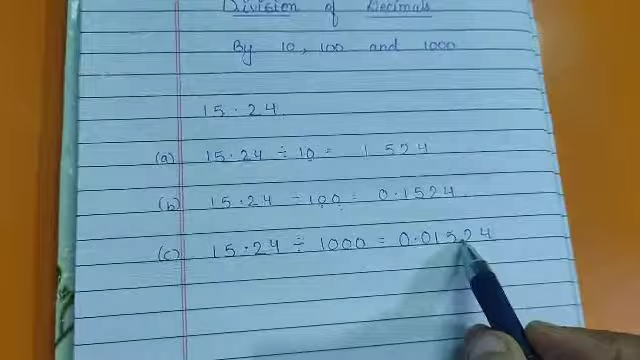 Division of Decimals
By 10, 100 and 1000
15.24
(a) 15.24 ÷ 10 = 1 524
(b) 15.24 ÷ 100 = 0.1524
(c) 15.24 ÷ 1000 = 0.01524